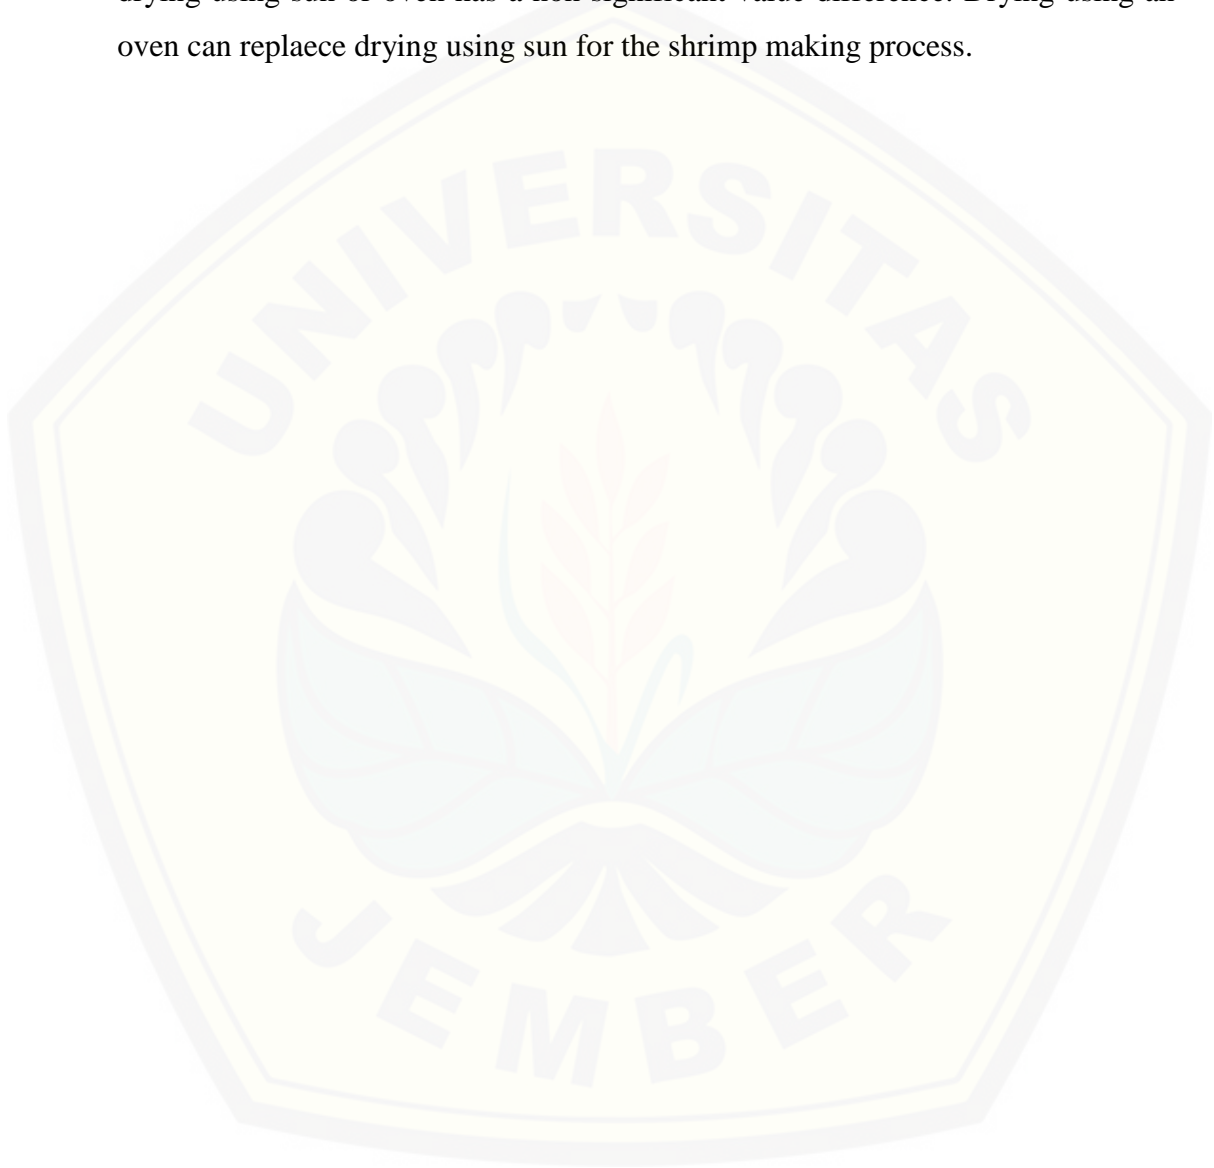 drying using sun or oven has a non significant value difference. Drying using an
oven can replaece drying using sun for the shrimp making process.
UNIVERSITAS
JEMBER